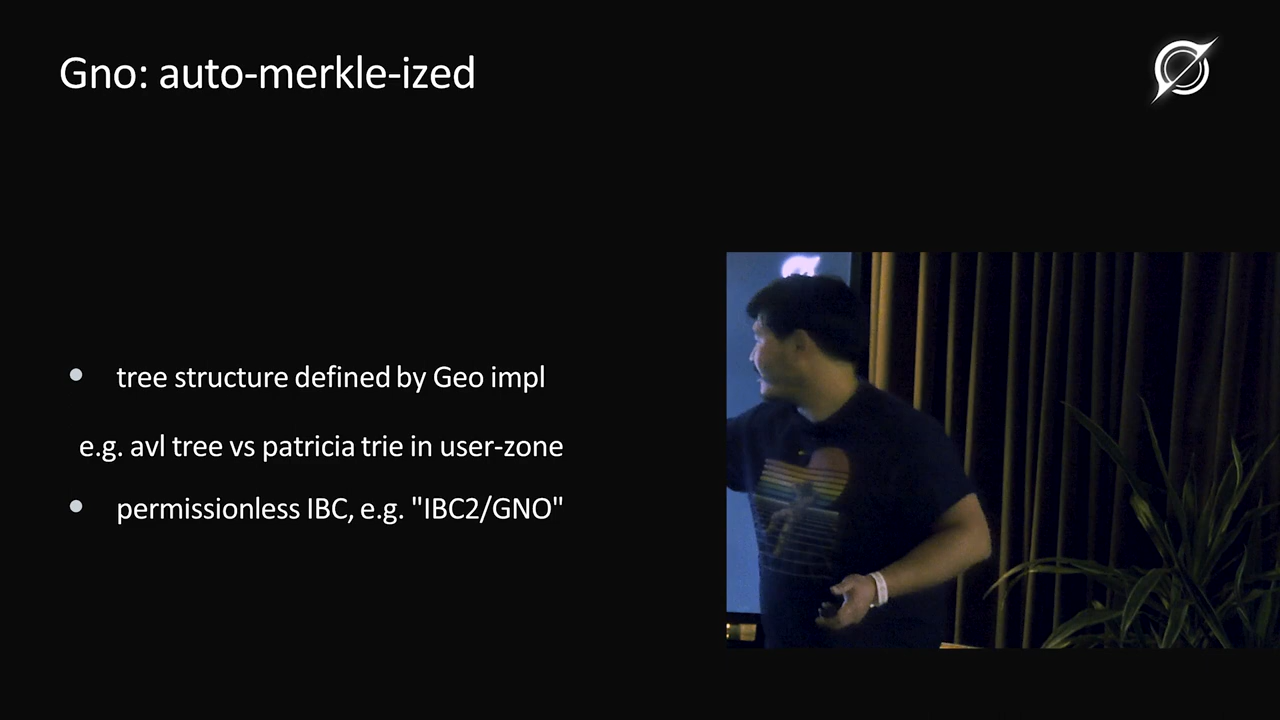 Gno: auto-merkle-ized
tree structure defined by Geo impl
e.g. avl tree vs patricia trie in user-zone
permissionless IBC, e.g. "IBC2/GNO"